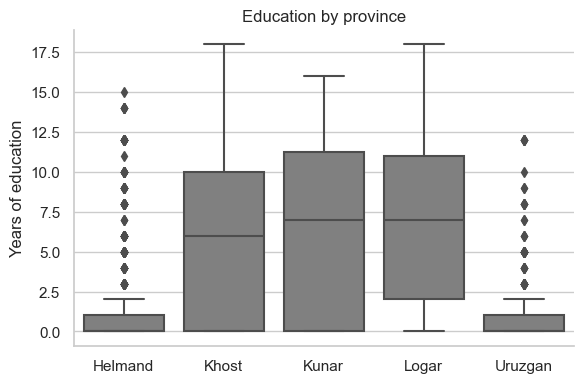 Education by province
Years of education
17.5
15.0
12.5
10.0
7.5
5.0
2.5
0.0
Helmand Khost Kunar Logar Uruzgan